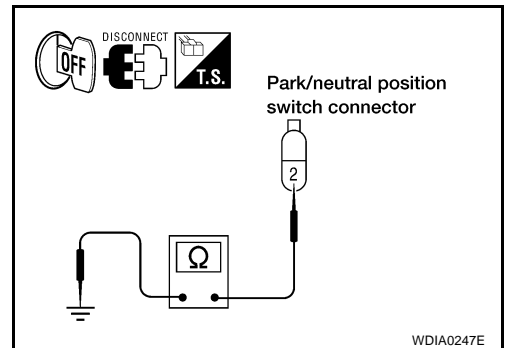 DISCONNECT
OFF
T.S.
Park/neutral position
switch connector
2
Ω
WDIA0247E